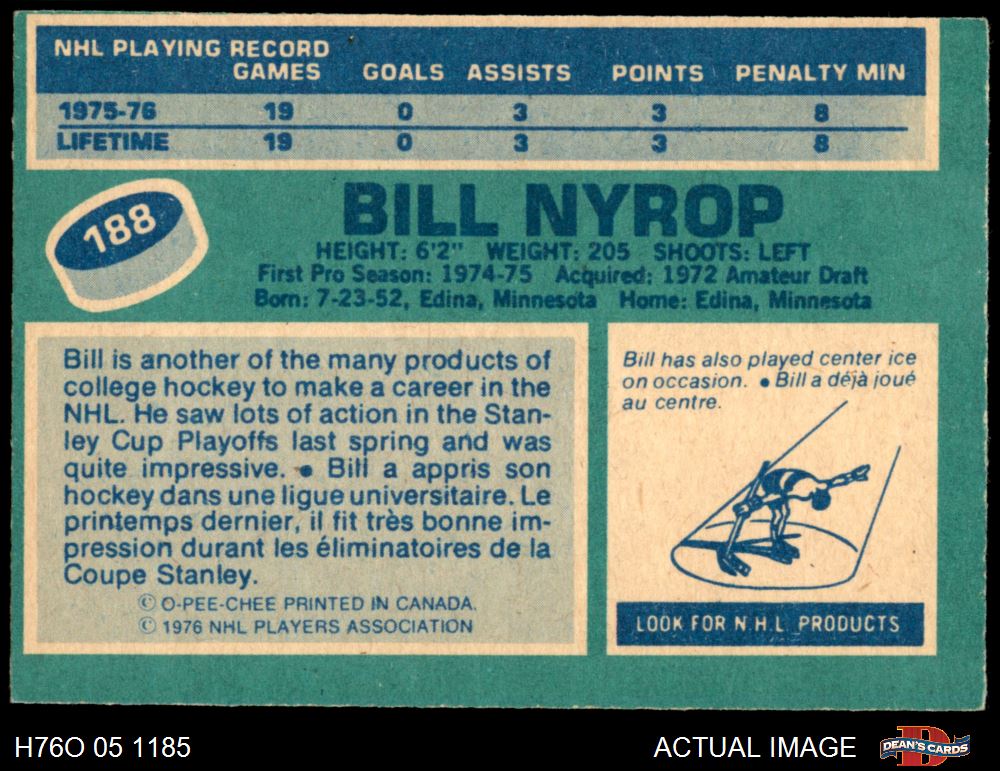 NHL PLAYING RECORD
GAMES GOALS ASSISTS POINTS PENALTY MIN
1975-76 19 0 3 3 8
LIFETIME 19 0 3 3 8
188
BILL NYROP
HEIGHT: 6'2" WEIGHT: 205 SHOOTS: LEFT
First Pro Season: 1974-75 Acquired: 1972 Amateur Draft
Born: 7-23-52, Edina, Minnesota Home: Edina, Minnesota
Bill is another of the many products of
college hockey to make a career in the
NHL. He saw lots of action in the Stan-
ley Cup Playoffs last spring and was
quite impressive. • Bill a appris son
hockey dans une ligue universitaire. Le
printemps dernier, il fit très bonne im-
pression durant les éliminatoires de la
Coupe Stanley.
© O-PEE-CHEE PRINTED IN CANADA.
© 1976 NHL PLAYERS ASSOCIATION
Bill has also played center ice
on occasion. • Bill a déjà joué
au centre.
LOOK FOR N.H.L. PRODUCTS
H76O 05 1185
ACTUAL IMAGE
DEAN'S CARDS